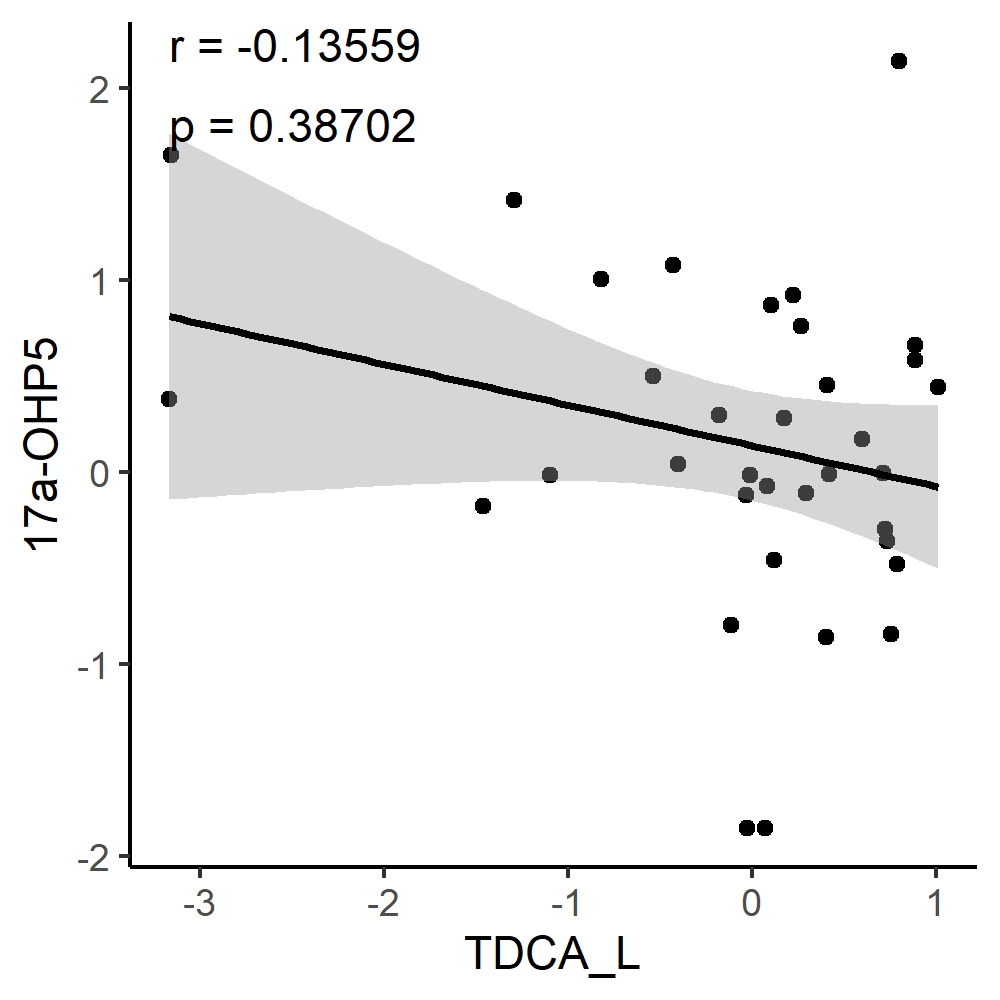 r = -0.13559
p = 0.38702
2
1
0
-1
-2
17a-OHP5
-3 -2 -1 0 1
TDCA_L